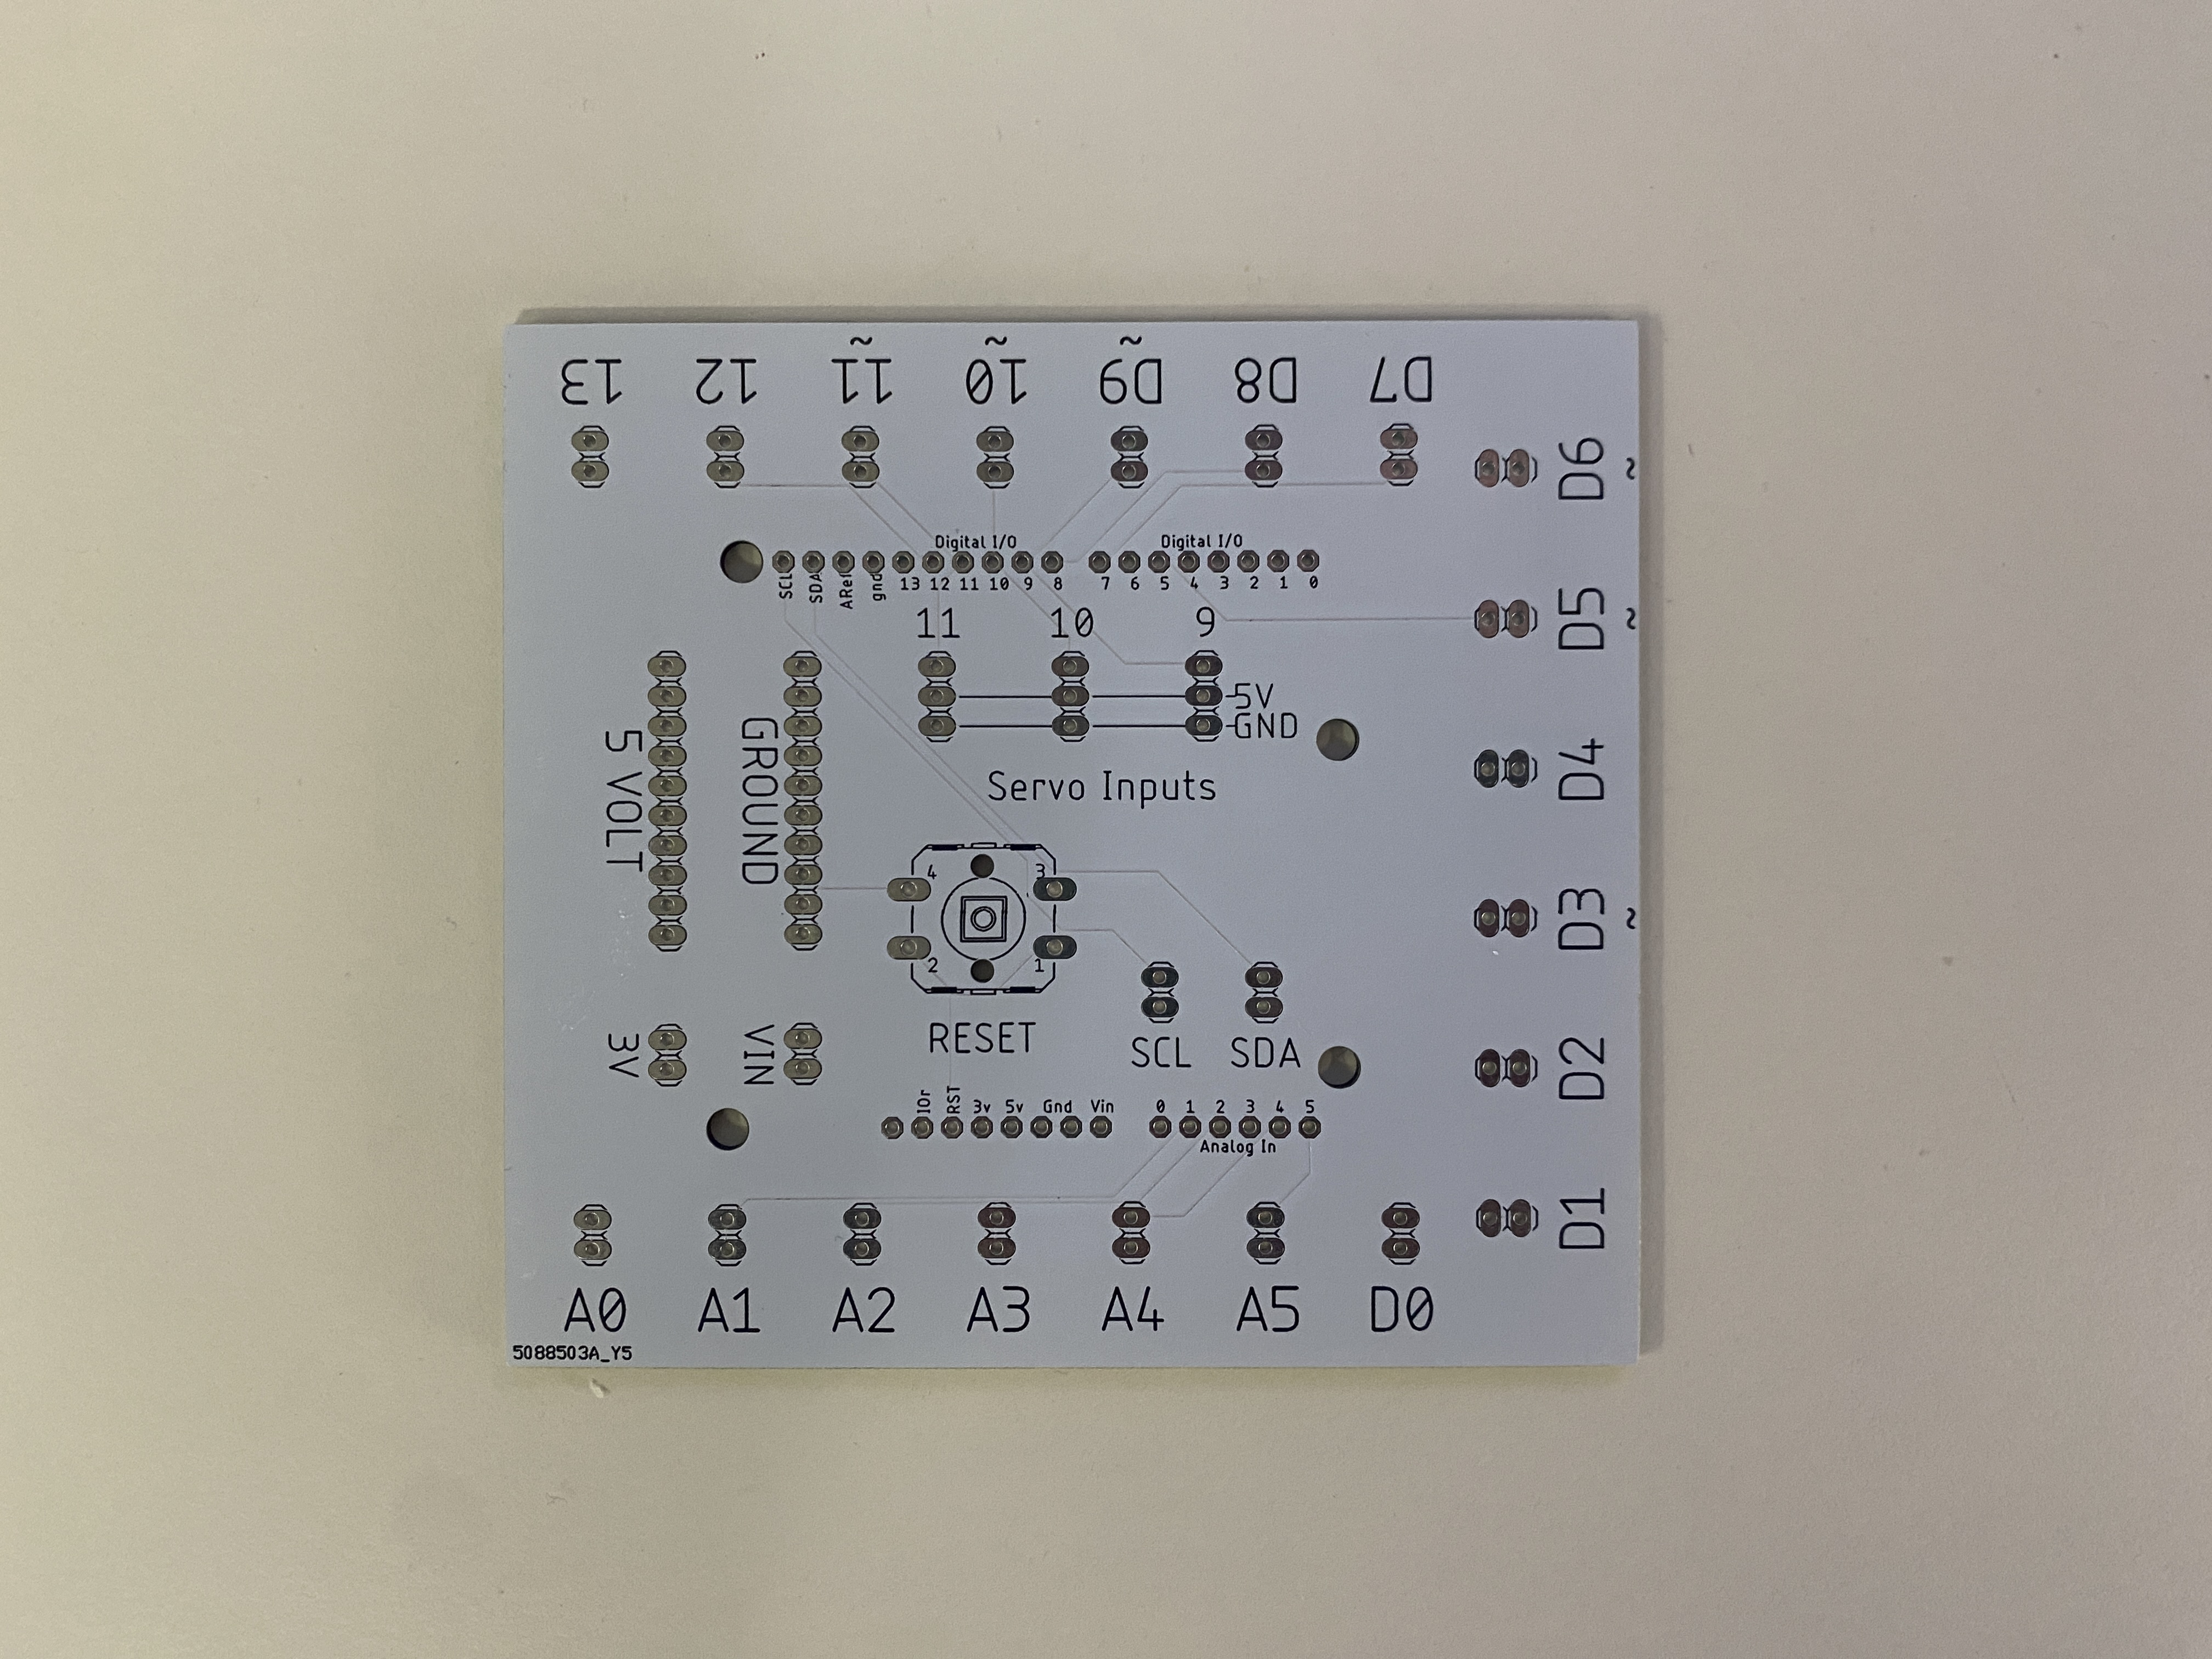 ~ ~ ~
13 12 11 10 D9 D8 D7
D6 ~
Digital I/O Digital I/O
SCL SDA ARef gnd 13 12 11 10 9 8 7 6 5 4 3 2 1 0
D5 ~
11 10 9
5V
GND
5 VOLT
GROUND
Servo Inputs
D4
4 3
2 1
D3 ~
RESET
SCL SDA
3V
VIN
D2
IOr RST 3v 5v Gnd Vin 0 1 2 3 4 5
Analog In
D1
A0 A1 A2 A3 A4 A5 D0
5088503A_Y5